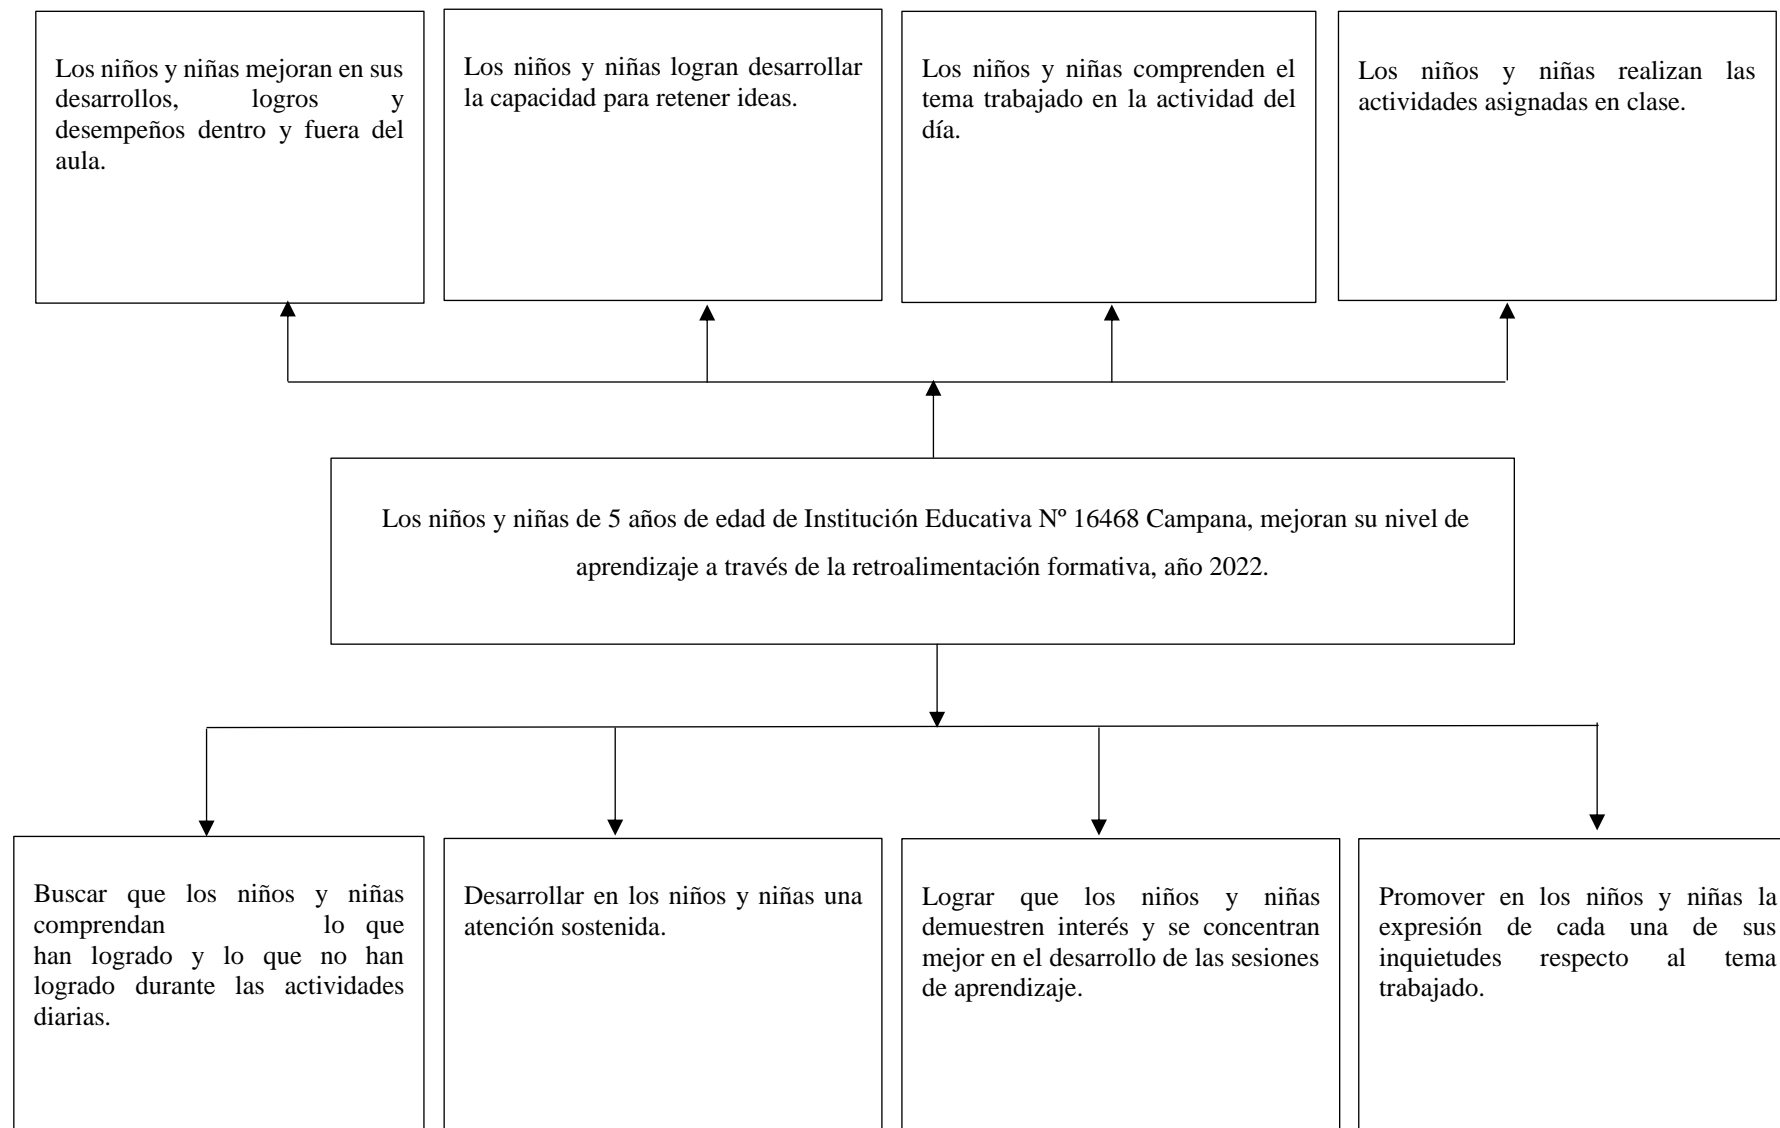 Los niños y niñas mejoran en sus
desarrollos, logros y
desempeños dentro y fuera del
aula.
Los niños y niñas logran desarrollar
la capacidad para retener ideas.
Los niños y niñas comprenden el
tema trabajado en la actividad del
día.
Los niños y niñas realizan las
actividades asignadas en clase.
Los niños y niñas de 5 años de edad de Institución Educativa Nº 16468 Campana, mejoran su nivel de
aprendizaje a través de la retroalimentación formativa, año 2022.
Buscar que los niños y niñas
comprendan lo que
han logrado y lo que no han
logrado durante las actividades
diarias.
Desarrollar en los niños y niñas una
atención sostenida.
Lograr que los niños y niñas
demuestren interés y se concentran
mejor en el desarrollo de las sesiones
de aprendizaje.
Promover en los niños y niñas la
expresión de cada una de sus
inquietudes respecto al tema
trabajado.